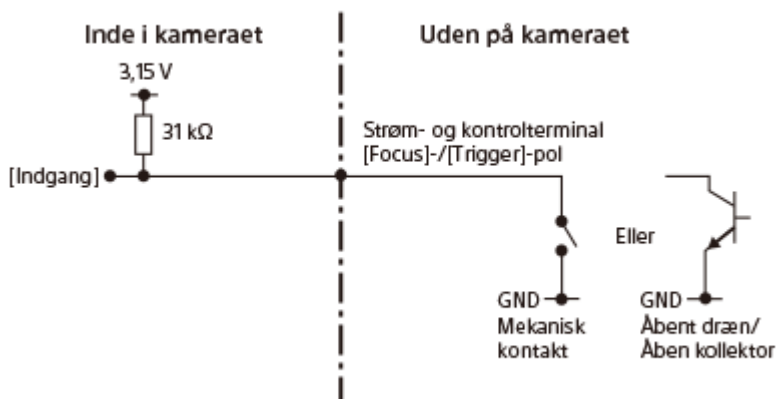 Inde i kameraet
Uden på kameraet
3,15 V
31 kΩ
Strøm- og kontrolterminal
[Focus]-/[Trigger]-pol
[Indgang]
Eller
GND
Mekanisk
kontakt
GND
Åbent dræn/
Åben kollektor